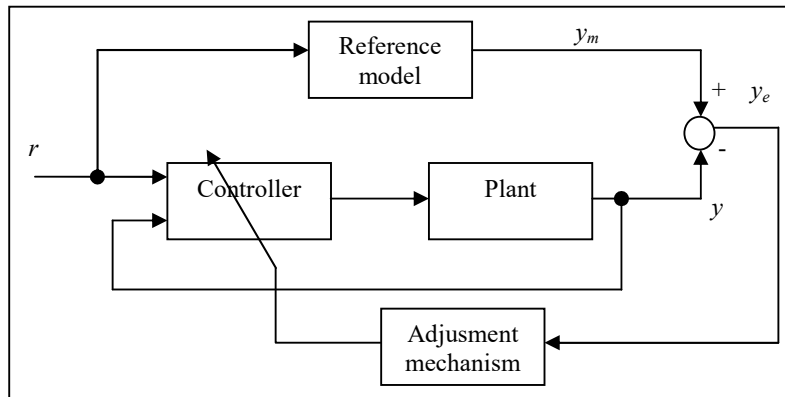 Reference
model
y_m
+
y_e
-
r
Controller
Plant
y
Adjusment
mechanism